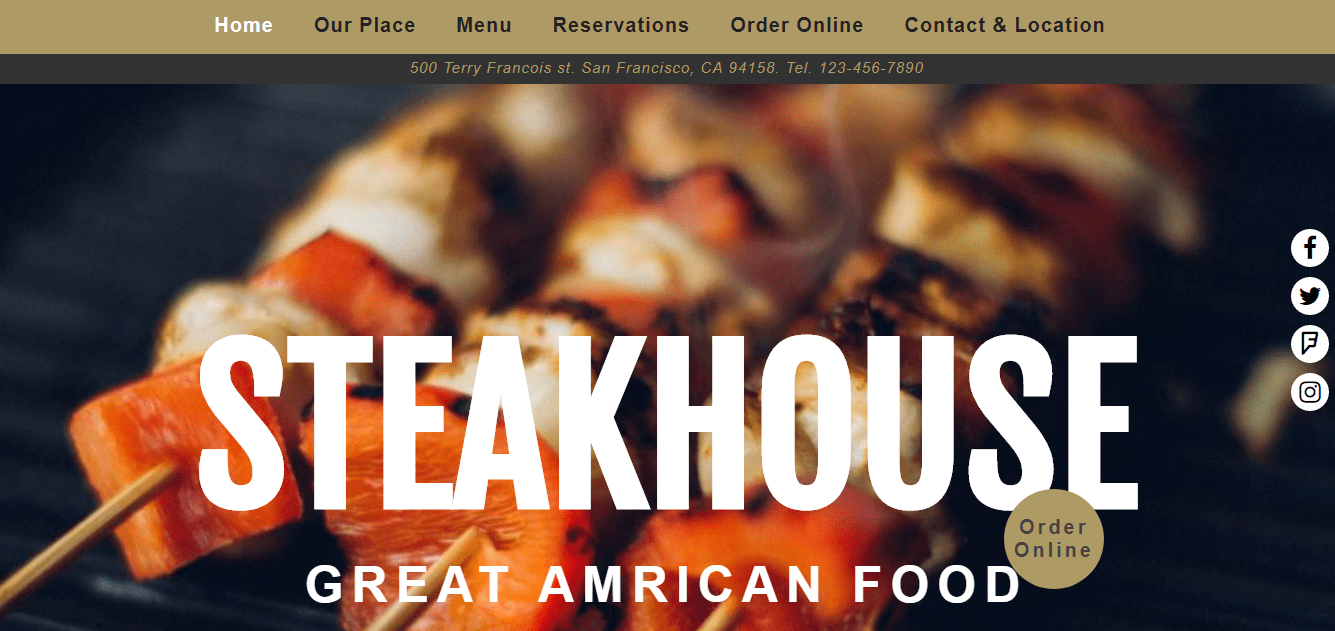 Home Our Place Menu Reservations Order Online Contact & Location
500 Terry Francois st. San Francisco, CA 94158. Tel. 123-456-7890
STEAKHOUSE
Order
Online
GREAT AMRICAN FOOD